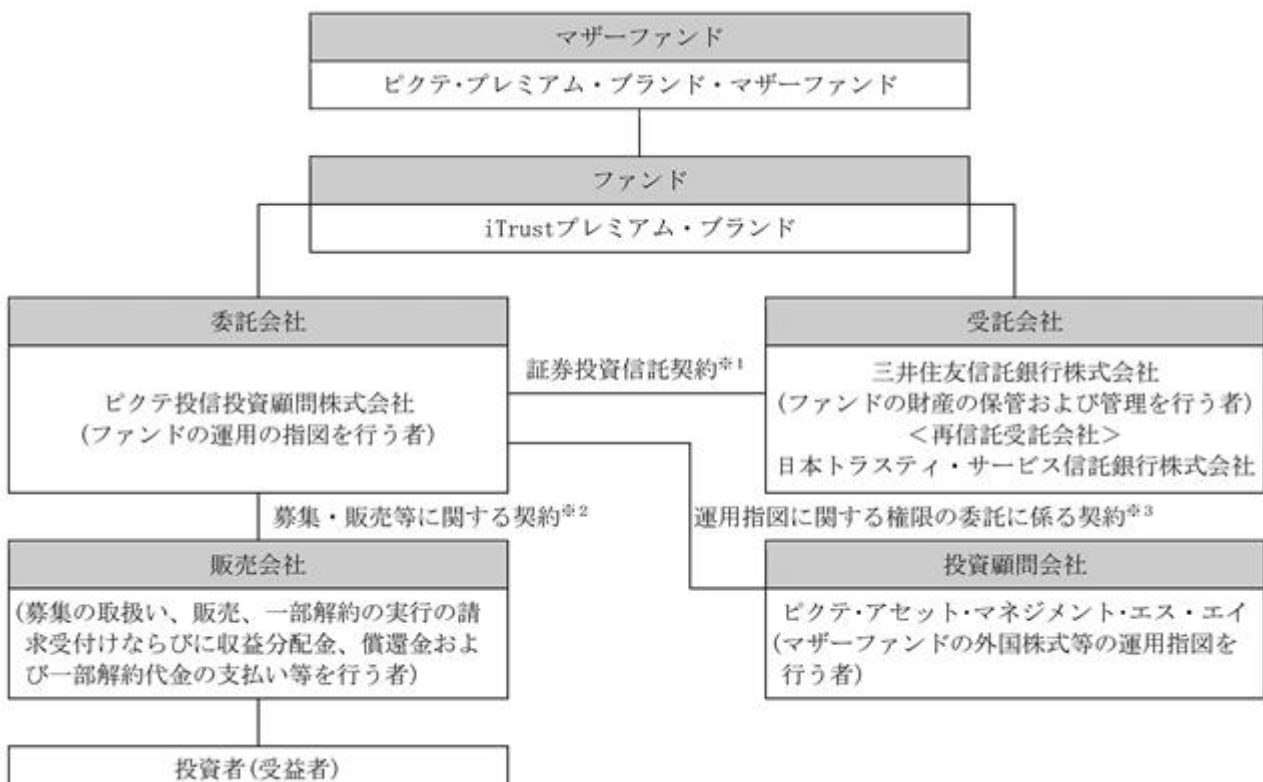 マザーファンド
ピクテ・プレミアム・ブランド・マザーファンド
ファンド
iTrustプレミアム・ブランド
委託会社
ピクテ投信投資顧問株式会社
(ファンドの運用の指図を行う者)
証券投資信託契約※1
受託会社
三井住友信託銀行株式会社
(ファンドの財産の保管および管理を行う者)
<再信託受託会社>
日本トラスティ・サービス信託銀行株式会社
募集・販売等に関する契約※2
運用指図に関する権限の委託に係る契約※3
販売会社
(募集の取扱い、販売、一部解約の実行の請
求受付けならびに収益分配金、償還金およ
び一部解約代金の支払い等を行う者)
投資顧問会社
ピクテ・アセット・マネジメント・エス・エイ
(マザーファンドの外国株式等の運用指図を
行う者)
投資者(受益者)